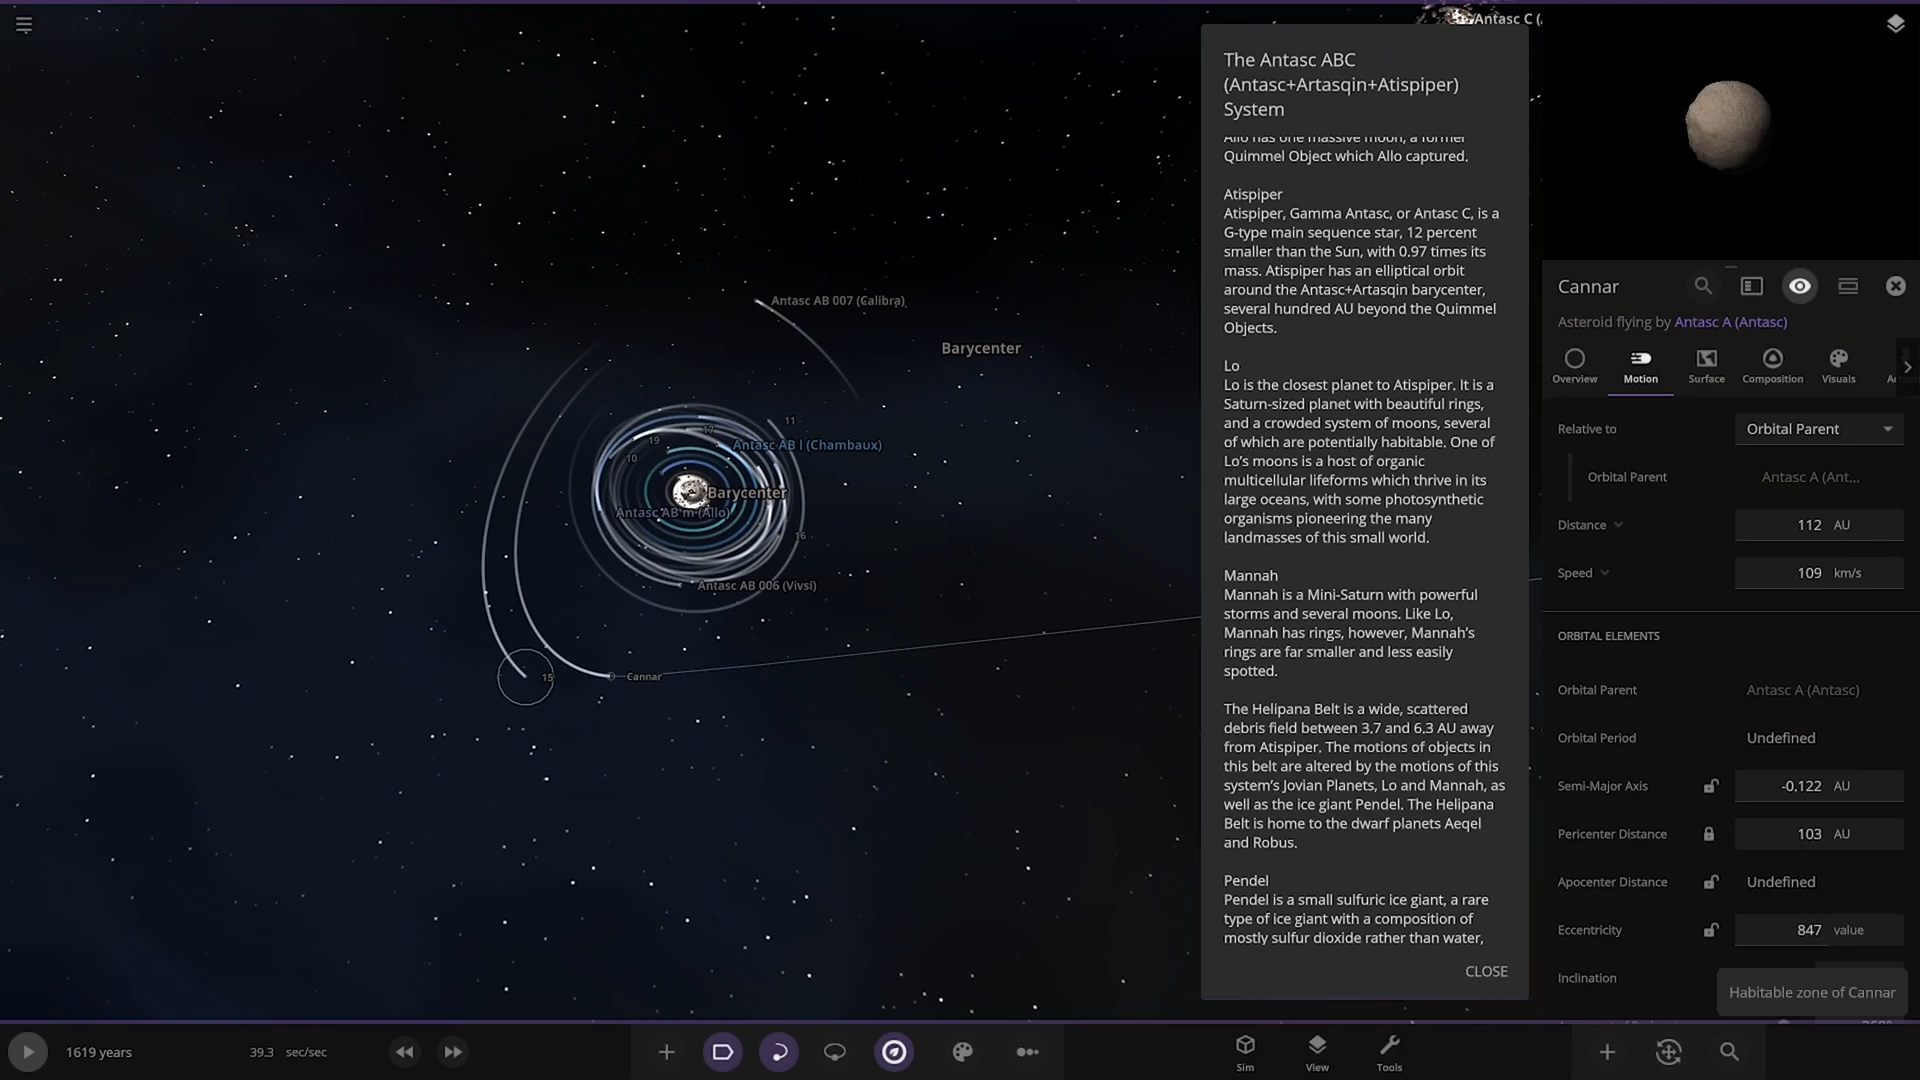 Antasc C (
The Antasc ABC
(Antasc+Artasqin+Atispiper)
System
Allo has one massive moon, a former
Quimmel Object which Allo captured.
Atispiper
Atispiper, Gamma Antasc, or Antasc C, is a
G-type main sequence star, 12 percent
smaller than the Sun, with 0.97 times its
mass. Atispiper has an elliptical orbit
around the Antasc+Artasqin barycenter,
several hundred AU beyond the Quimmel
Objects.
Lo
Lo is the closest planet to Atispiper. It is a
Saturn-sized planet with beautiful rings,
and a crowded system of moons, several
of which are potentially habitable. One of
Lo's moons is a host of organic
multicellular lifeforms which thrive in its
large oceans, with some photosynthetic
organisms pioneering the many
landmasses of this small world.
Mannah
Mannah is a Mini-Saturn with powerful
storms and several moons. Like Lo,
Mannah has rings, however, Mannah's
rings are far smaller and less easily
spotted.
The Helipana Belt is a wide, scattered
debris field between 3.7 and 6.3 AU away
from Atispiper. The motions of objects in
this belt are altered by the motions of this
system's Jovian Planets, Lo and Mannah, as
well as the ice giant Pendel. The Helipana
Belt is home to the dwarf planets Aeqel
and Robus.
Pendel
Pendel is a small sulfuric ice giant, a rare
type of ice giant with a composition of
mostly sulfur dioxide rather than water,
CLOSE
Antasc AB 007 (Calibra)
Barycenter
11
17
19
Antasc AB l (Chambaux)
10
Barycenter
Antasc AB m (Allo)
16
Antasc AB 006 (Vivsi)
15
Cannar
Cannar
Asteroid flying by Antasc A (Antasc)
Overview
Motion
Surface
Composition
Visuals
Relative to
Orbital Parent
Orbital Parent
Antasc A (Ant...
Distance
112 AU
Speed
109 km/s
ORBITAL ELEMENTS
Orbital Parent
Antasc A (Antasc)
Orbital Period
Undefined
Semi-Major Axis
-0.122 AU
Pericenter Distance
103 AU
Apocenter Distance
Undefined
Eccentricity
847 value
Inclination
Habitable zone of Cannar
1619 years
39.3 sec/sec
Sim
View
Tools